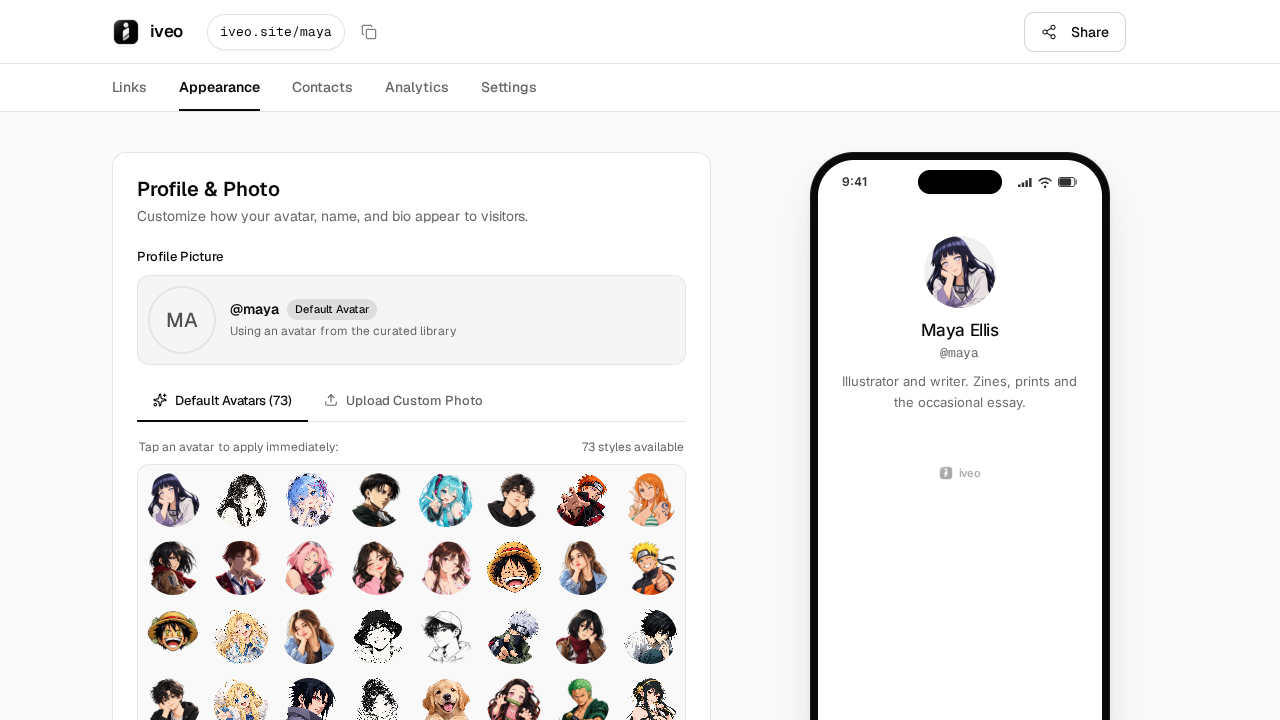 iveo
iveo.site/maya
Share
Links
Appearance
Contacts
Analytics
Settings
Profile & Photo
Customize how your avatar, name, and bio appear to visitors.
Profile Picture
MA
@maya
Default Avatar
Using an avatar from the curated library
Default Avatars (73)
Upload Custom Photo
Tap an avatar to apply immediately:
73 styles available
9:41
Maya Ellis
@maya
Illustrator and writer. Zines, prints and
the occasional essay.
iveo